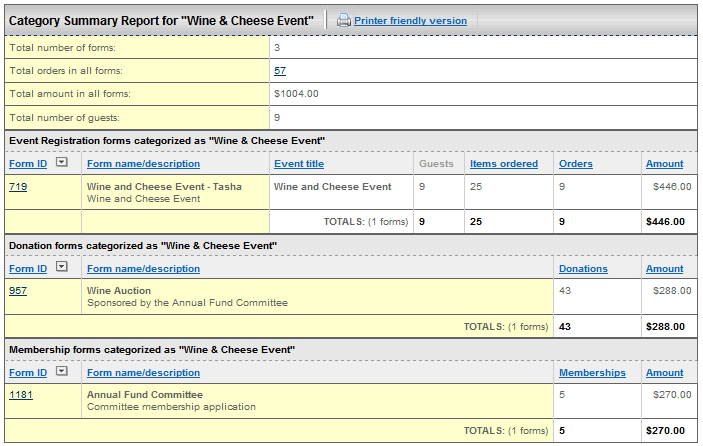 Category Summary Report for "Wine & Cheese Event" Printer friendly version
Total number of forms: 3
Total orders in all forms: 57
Total amount in all forms: $1004.00
Total number of guests: 9
Event Registration forms categorized as "Wine & Cheese Event"
Form ID Form name/description Event title Guests Items ordered Orders Amount
719 Wine and Cheese Event - Tasha Wine and Cheese Event 9 25 9 $446.00
Wine and Cheese Event
TOTALS: (1 forms) 9 25 9 $446.00
Donation forms categorized as "Wine & Cheese Event"
Form ID Form name/description Donations Amount
957 Wine Auction 43 $288.00
Sponsored by the Annual Fund Committee
TOTALS: (1 forms) 43 $288.00
Membership forms categorized as "Wine & Cheese Event"
Form ID Form name/description Memberships Amount
1181 Annual Fund Committee 5 $270.00
Committee membership application
TOTALS: (1 forms) 5 $270.00